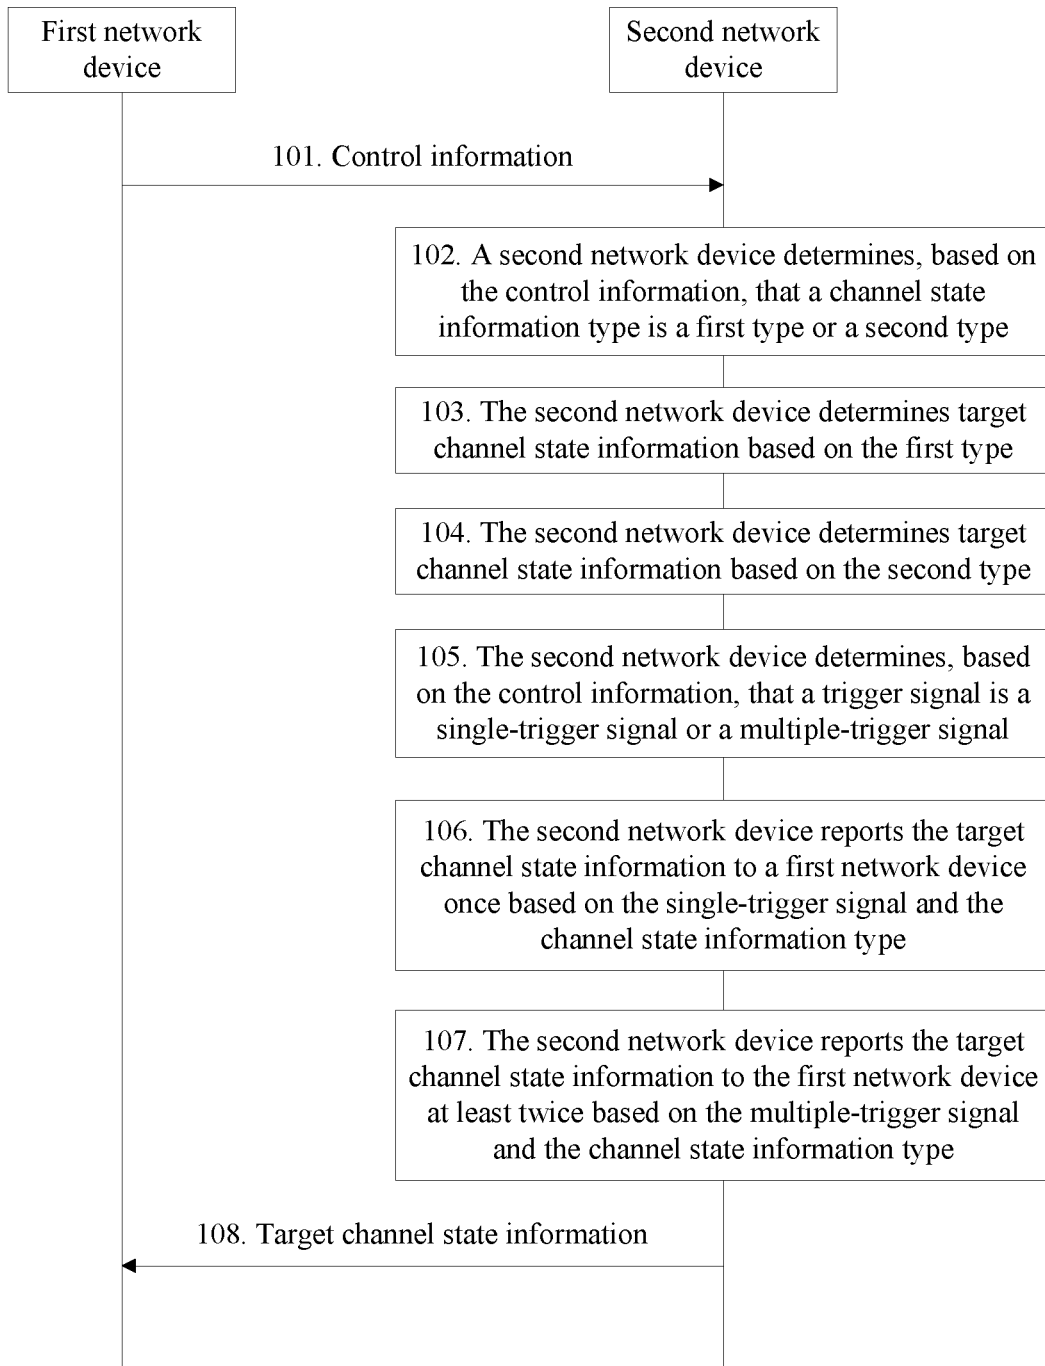 First network
device
Second network
device
101. Control information
102. A second network device determines, based on
the control information, that a channel state
information type is a first type or a second type
103. The second network device determines target
channel state information based on the first type
104. The second network device determines target
channel state information based on the second type
105. The second network device determines, based
on the control information, that a trigger signal is a
single-trigger signal or a multiple-trigger signal
106. The second network device reports the target
channel state information to a first network device
once based on the single-trigger signal and the
channel state information type
107. The second network device reports the target
channel state information to the first network device
at least twice based on the multiple-trigger signal
and the channel state information type
108. Target channel state information